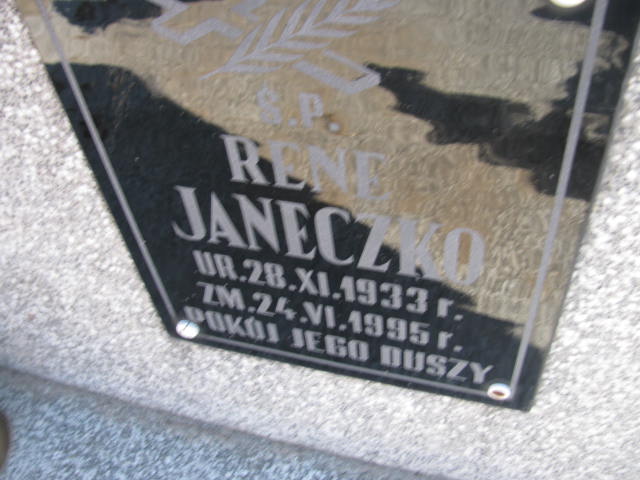 Ś.P.
RENE
JANECZKO
UR.28.XI.1933 r.
ZM.24.VI.1995 r.
POKÓJ JEGO DUSZY